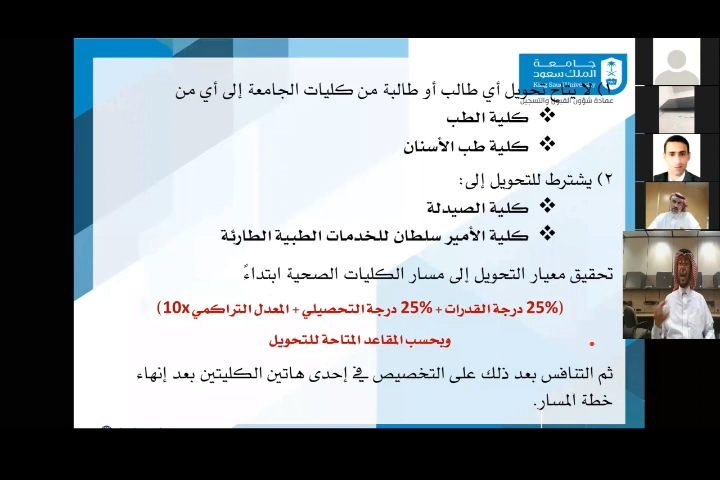 جامعة
الملك سعود
King Saud University
عمادة شؤون القبول والتسجيل
١) لا يتاح تحويل أي طالب أو طالبة من كليات الجامعة إلى أي من
❖ كلية الطب
❖ كلية طب الأسنان
٢) يشترط للتحويل إلى:
❖ كلية الصيدلة
❖ كلية الأمير سلطان للخدمات الطبية الطارئة
تحقيق معيار التحويل إلى مسار الكليات الصحية ابتداءً
(25% درجة القدرات + 25% درجة التحصيلي + المعدل التراكمي 10x)
وبحسب المقاعد المتاحة للتحويل
ثم التنافس بعد ذلك على التخصيص في إحدى هاتين الكليتين بعد إنهاء
خطة المسار.